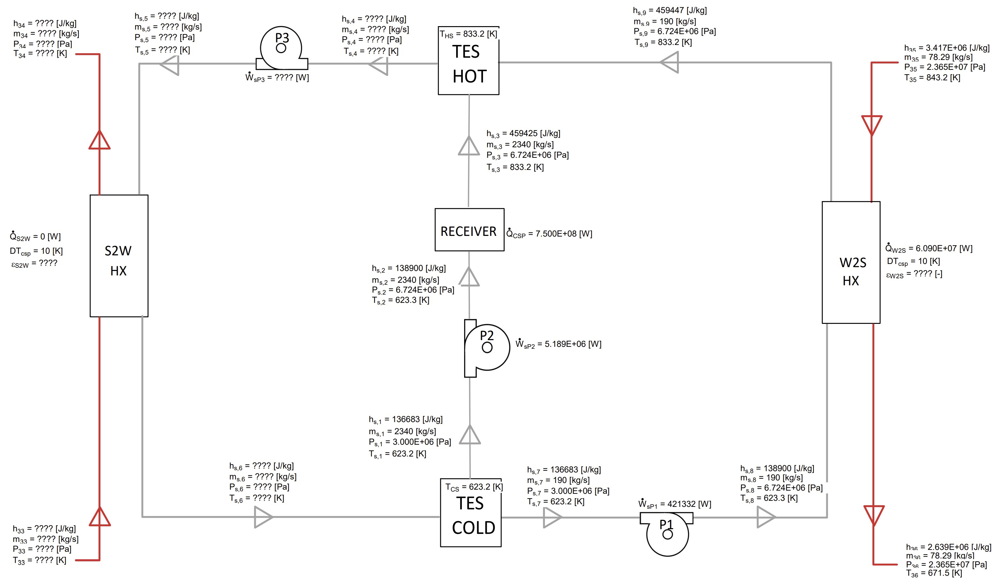 h34 = ???? [J/kg]
m34 = ???? [kg/s]
P34 = ???? [Pa]
T34 = ???? [K]
hs,5 = ???? [J/kg]
ms,5 = ???? [kg/s]
Ps,5 = ???? [Pa]
Ts,5 = ???? [K]
P3
ẆsP3 = ???? [W]
hs,4 = ???? [J/kg]
ms,4 = ???? [kg/s]
Ps,4 = ???? [Pa]
Ts,4 = ???? [K]
THS = 833.2 [K]
TES
HOT
hs,9 = 459447 [J/kg]
ms,9 = 190 [kg/s]
Ps,9 = 6.724E+06 [Pa]
Ts,9 = 833.2 [K]
h35 = 3.417E+06 [J/kg]
m35 = 78.29 [kg/s]
P35 = 2.365E+07 [Pa]
T35 = 843.2 [K]
hs,3 = 459425 [J/kg]
ms,3 = 2340 [kg/s]
Ps,3 = 6.724E+06 [Pa]
Ts,3 = 833.2 [K]
Q̇S2W = 0 [W]
DTcsp = 10 [K]
εS2W = ????
S2W
HX
RECEIVER
Q̇CSP = 7.500E+08 [W]
W2S
HX
Q̇W2S = 6.090E+07 [W]
DTcsp = 10 [K]
εW2S = ???? [-]
hs,2 = 138900 [J/kg]
ms,2 = 2340 [kg/s]
Ps.2 = 6.724E+06 [Pa]
Ts,2 = 623.3 [K]
P2
ẆsP2 = 5.189E+06 [W]
hs,1 = 136683 [J/kg]
ms,1 = 2340 [kg/s]
Ps,1 = 3.000E+06 [Pa]
Ts,1 = 623.2 [K]
hs,6 = ???? [J/kg]
ms.6 = ???? [kg/s]
Ps,6 = ???? [Pa]
Ts,6 = ???? [K]
TCS = 623.2 [K]
TES
COLD
hs,7 = 136683 [J/kg]
ms,7 = 190 [kg/s]
Ps,7 = 3.000E+06 [Pa]
Ts,7 = 623.2 [K]
ẆsP1 = 421332 [W]
P1
hs,8 = 138900 [J/kg]
ms.8 = 190 [kg/s]
Ps.8 = 6.724E+06 [Pa]
Ts,8 = 623.3 [K]
h33 = ???? [J/kg]
m33 = ???? [kg/s]
P33 = ???? [Pa]
T33 = ???? [K]
h36 = 2.639E+06 [J/kg]
m36 = 78.29 [kg/s]
P36 = 2.365E+07 [Pa]
T36 = 671.5 [K]